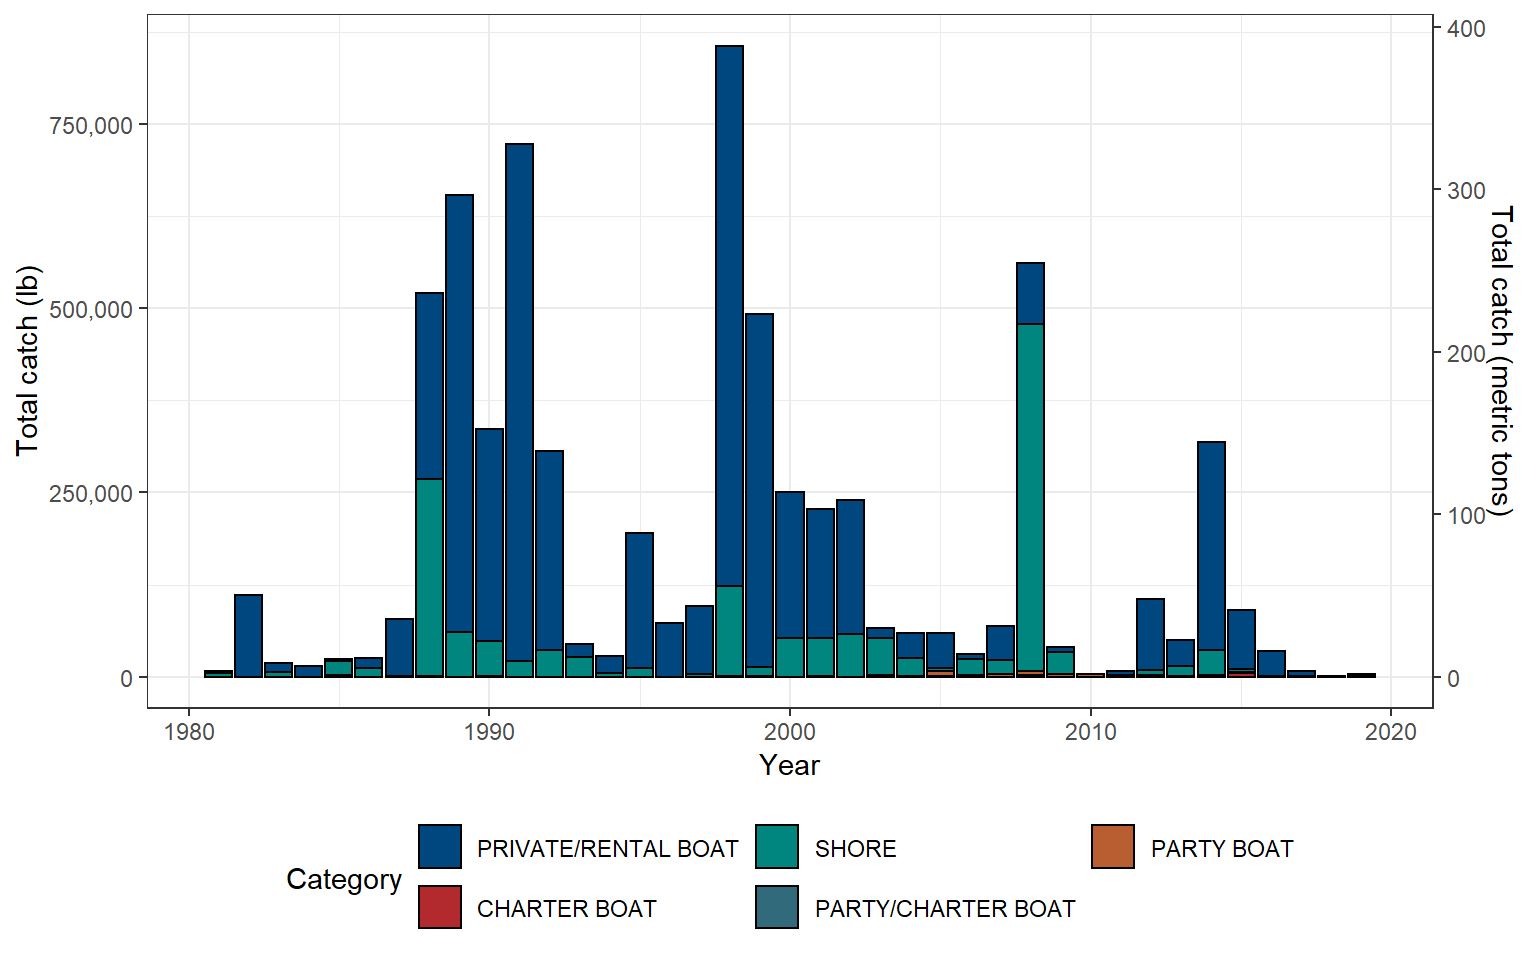 400
750,000
300
500,000
200
250,000
100
0
0
Total catch (lb)
Total catch (metric tons)
1980
1990
2000
2010
2020
Year
Category
PRIVATE/RENTAL BOAT
SHORE
PARTY BOAT
CHARTER BOAT
PARTY/CHARTER BOAT